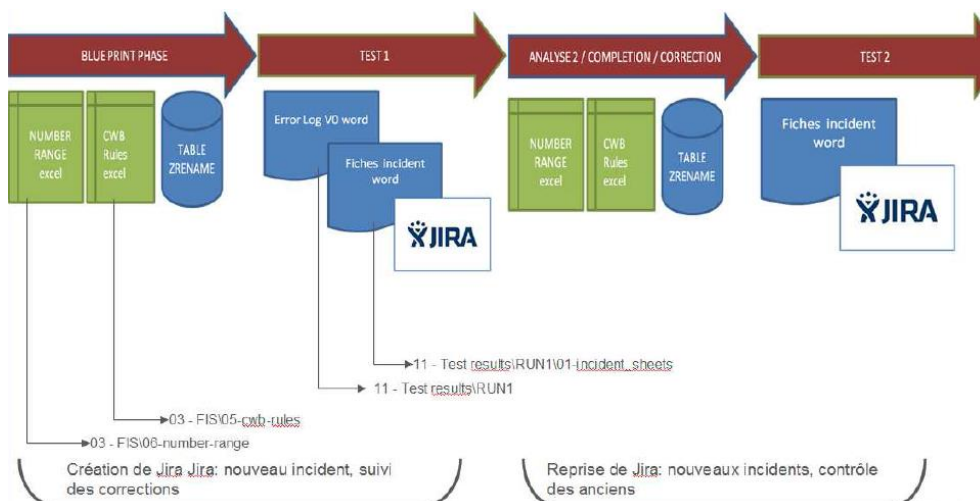 BLUE PRINT PHASE
TEST 1
ANALYSE 2 / COMPLETION / CORRECTION
TEST 2
NUMBER
RANGE
excel
CWB
Rules
excel
TABLE
ZRENAME
Error Log V0 word
Fiches incident
word
JIRA
NUMBER
RANGE
excel
CWB
Rules
excel
TABLE
ZRENAME
Fiches incident
word
JIRA
11 - Test results\RUN1\01-incident_sheets
11 - Test results\RUN1
03 - FIS\05-cwb-rules
03 - FIS\06-number-range
Création de Jira Jira: nouveau incident, suivi
des corrections
Reprise de Jira: nouveaux incidents, contrôle
des anciens